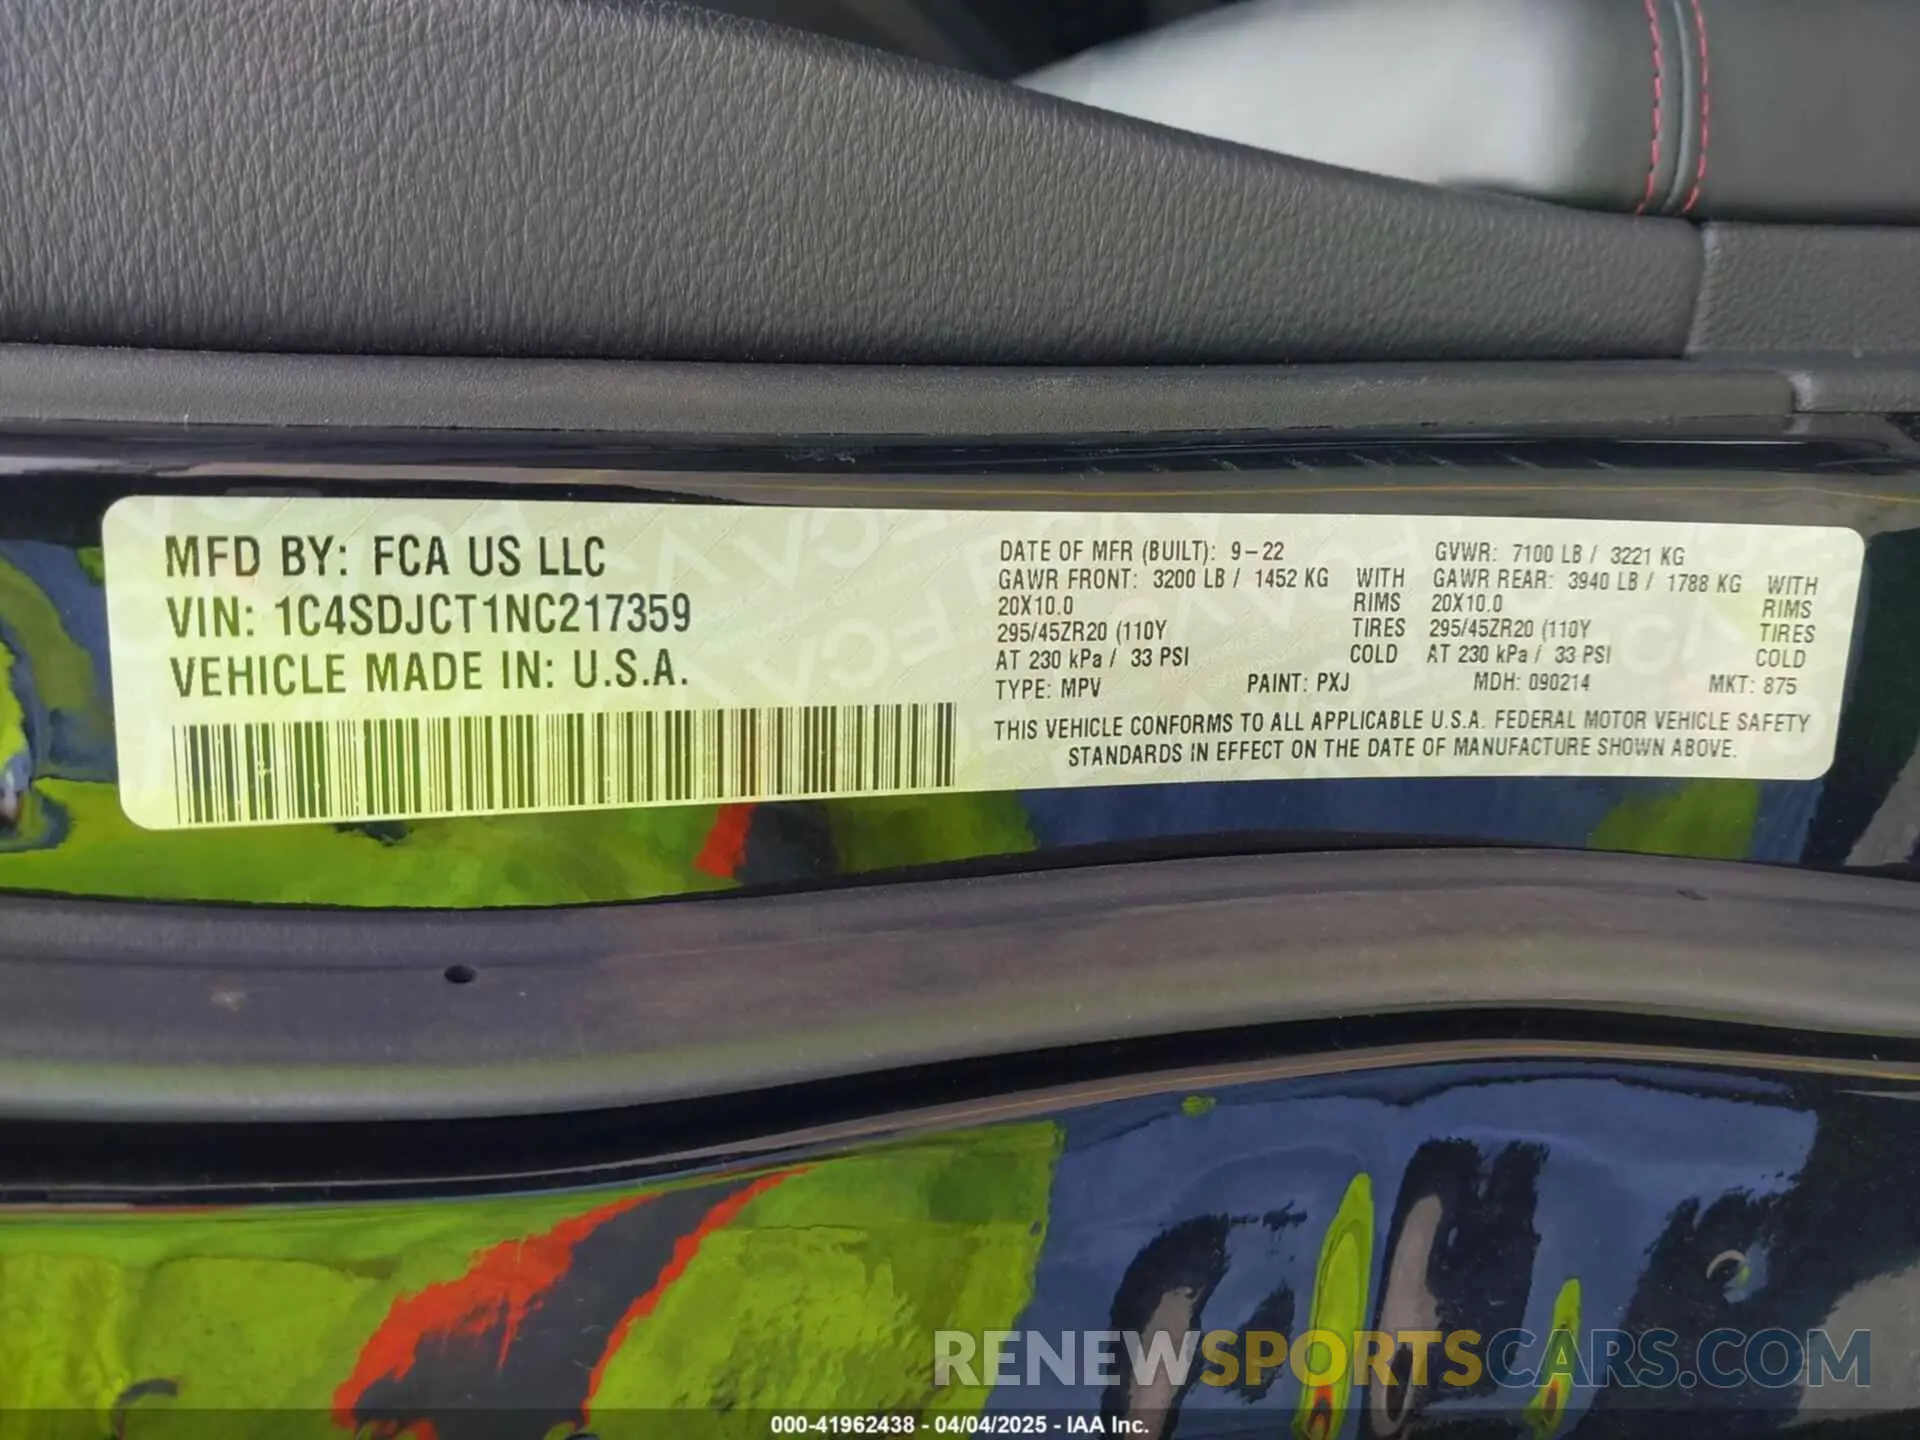 MFD BY: FCA US LLC
VIN: 1C4SDJCT1NC217359
VEHICLE MADE IN: U.S.A.
DATE OF MFR (BUILT): 9-22 GVWR: 7100 LB / 3221 KG
GAWR FRONT: 3200 LB / 1452 KG WITH GAWR REAR: 3940 LB / 1788 KG WITH
20X10.0 RIMS 20X10.0 RIMS
295/45ZR20 (110Y TIRES 295/45ZR20 (110Y TIRES
AT 230 kPa / 33 PSI COLD AT 230 kPa / 33 PSI COLD
TYPE: MPV PAINT: PXJ MDH: 090214 MKT: 875
THIS VEHICLE CONFORMS TO ALL APPLICABLE U.S.A. FEDERAL MOTOR VEHICLE SAFETY
STANDARDS IN EFFECT ON THE DATE OF MANUFACTURE SHOWN ABOVE.
RENEWSPORTSCARS.COM
000-41962438 - 04/04/2025 - IAA Inc.